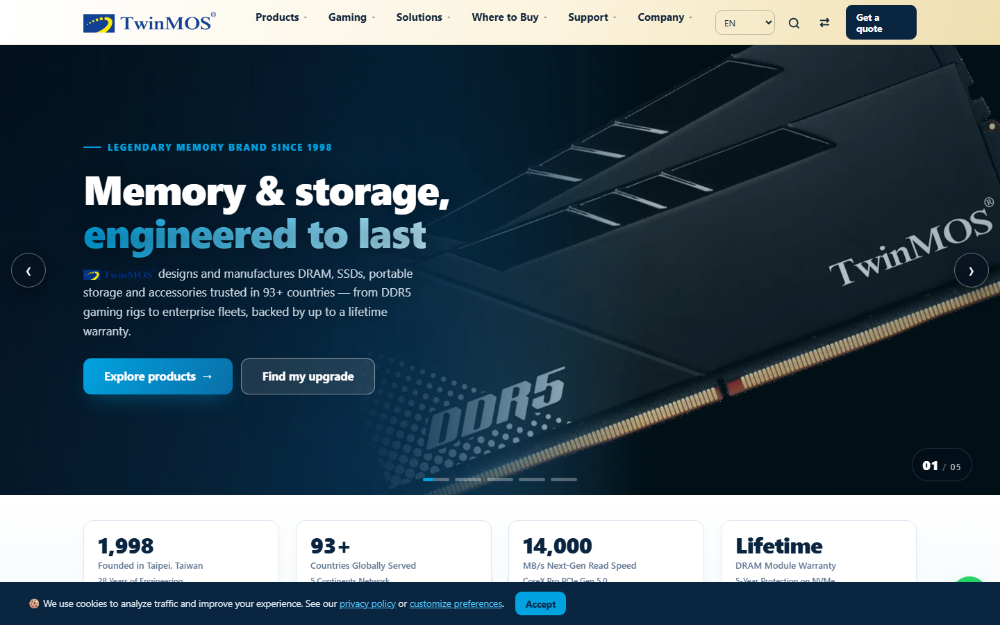 TwinMOS®
Products
Gaming
Solutions
Where to Buy
Support
Company
EN
Get a
quote
LEGENDARY MEMORY BRAND SINCE 1998
Memory & storage,
engineered to last
TwinMOS® designs and manufactures DRAM, SSDs, portable
storage and accessories trusted in 93+ countries — from DDR5
gaming rigs to enterprise fleets, backed by up to a lifetime
warranty.
Explore products →
Find my upgrade
TwinMOS®
DDR5
01 / 05
1,998
Founded in Taipei, Taiwan
28 Years of Engineering
93+
Countries Globally Served
5 Continents Network
14,000
MB/s Next-Gen Read Speed
CoreX Pro PCIe Gen 5.0
Lifetime
DRAM Module Warranty
5-Year Protection on NVMe
We use cookies to analyze traffic and improve your experience. See our privacy policy or customize preferences.
Accept